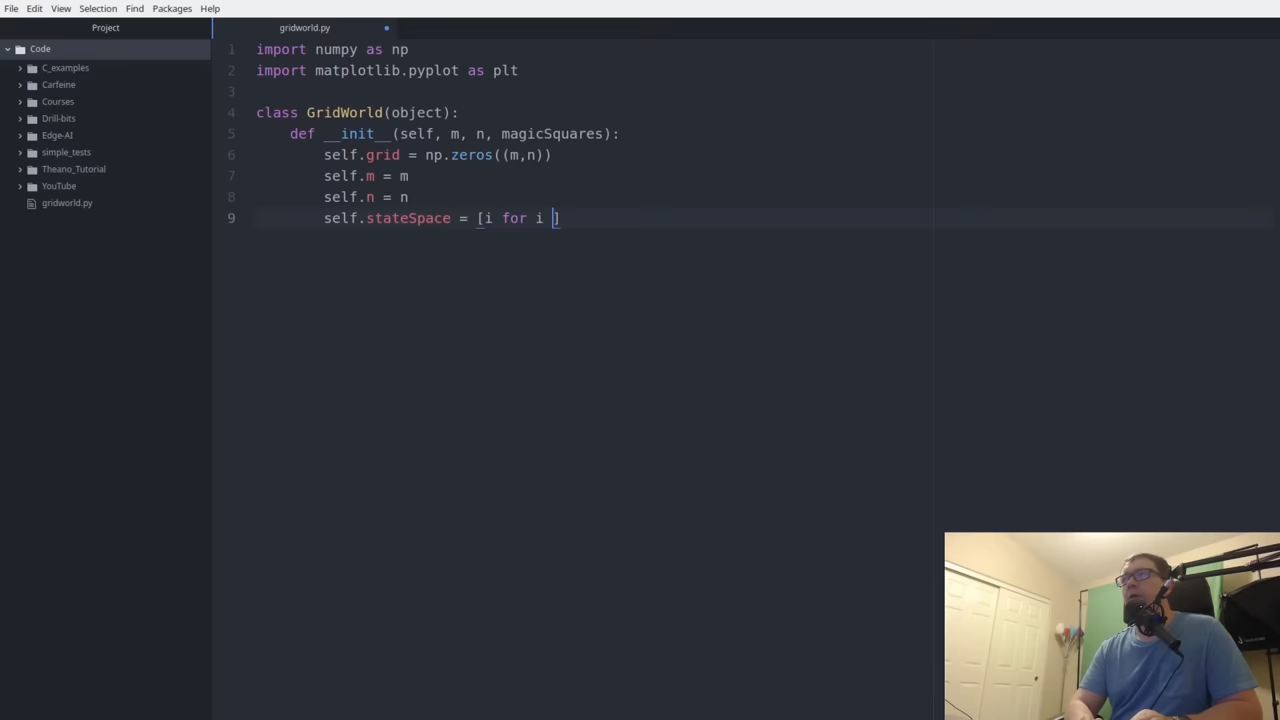 File Edit View Selection Find Packages Help
Project
gridworld.py
Code
C_examples
Carfeine
Courses
Drill-bits
Edge-AI
simple_tests
Theano_Tutorial
YouTube
gridworld.py
1 import numpy as np
2 import matplotlib.pyplot as plt
3
4 class GridWorld(object):
5 def __init__(self, m, n, magicSquares):
6 self.grid = np.zeros((m,n))
7 self.m = m
8 self.n = n
9 self.stateSpace = [i for i ]